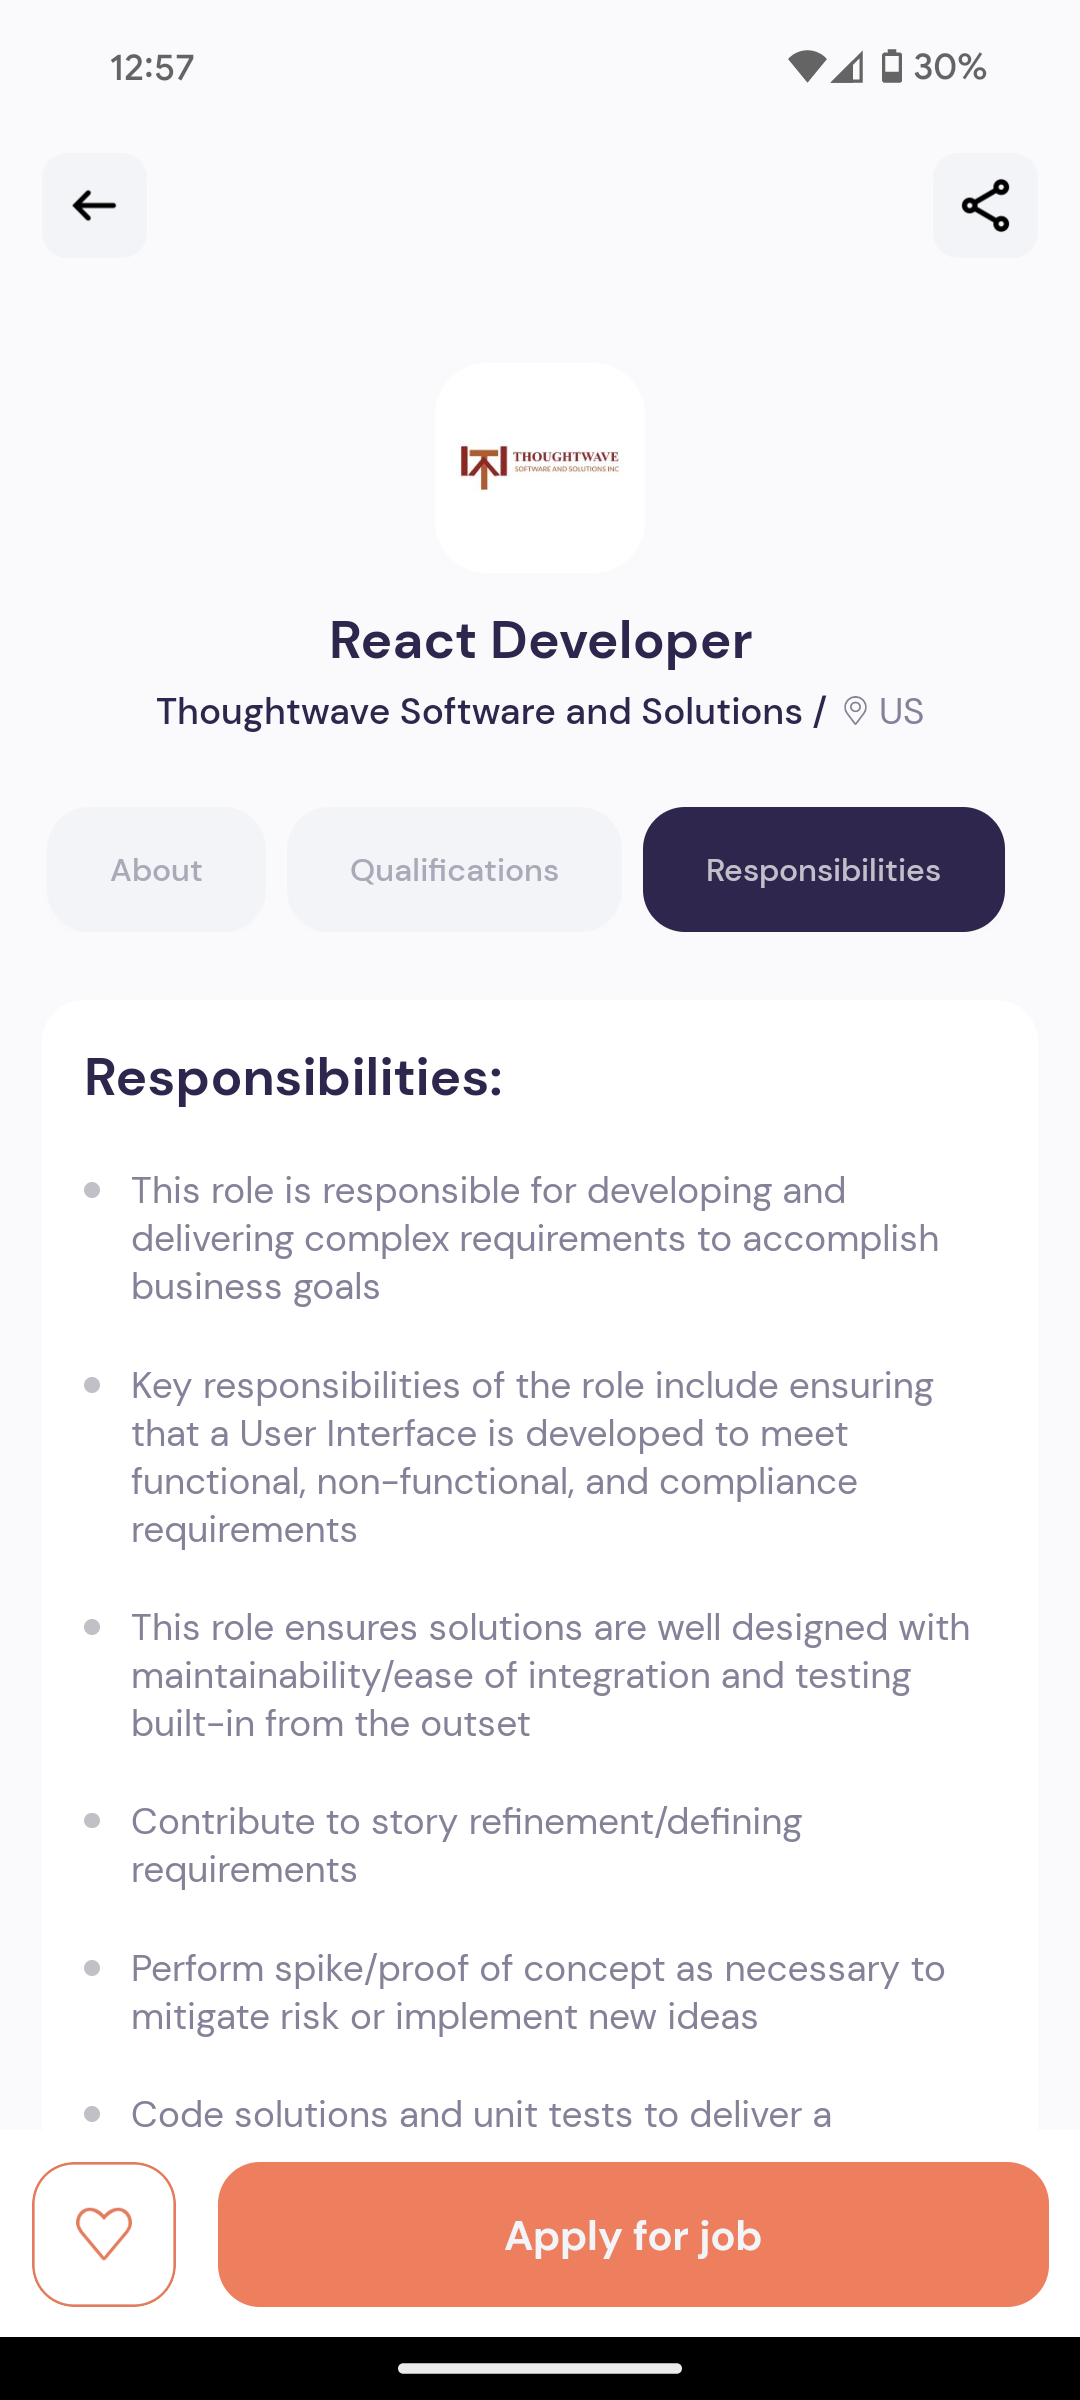 12:57
30%
THOUGHTWAVE
SOFTWARE AND SOLUTIONS INC
React Developer
Thoughtwave Software and Solutions / US
About
Qualifications
Responsibilities
Responsibilities:
This role is responsible for developing and
delivering complex requirements to accomplish
business goals
Key responsibilities of the role include ensuring
that a User Interface is developed to meet
functional, non-functional, and compliance
requirements
This role ensures solutions are well designed with
maintainability/ease of integration and testing
built-in from the outset
Contribute to story refinement/defining
requirements
Perform spike/proof of concept as necessary to
mitigate risk or implement new ideas
Code solutions and unit tests to deliver a
Apply for job